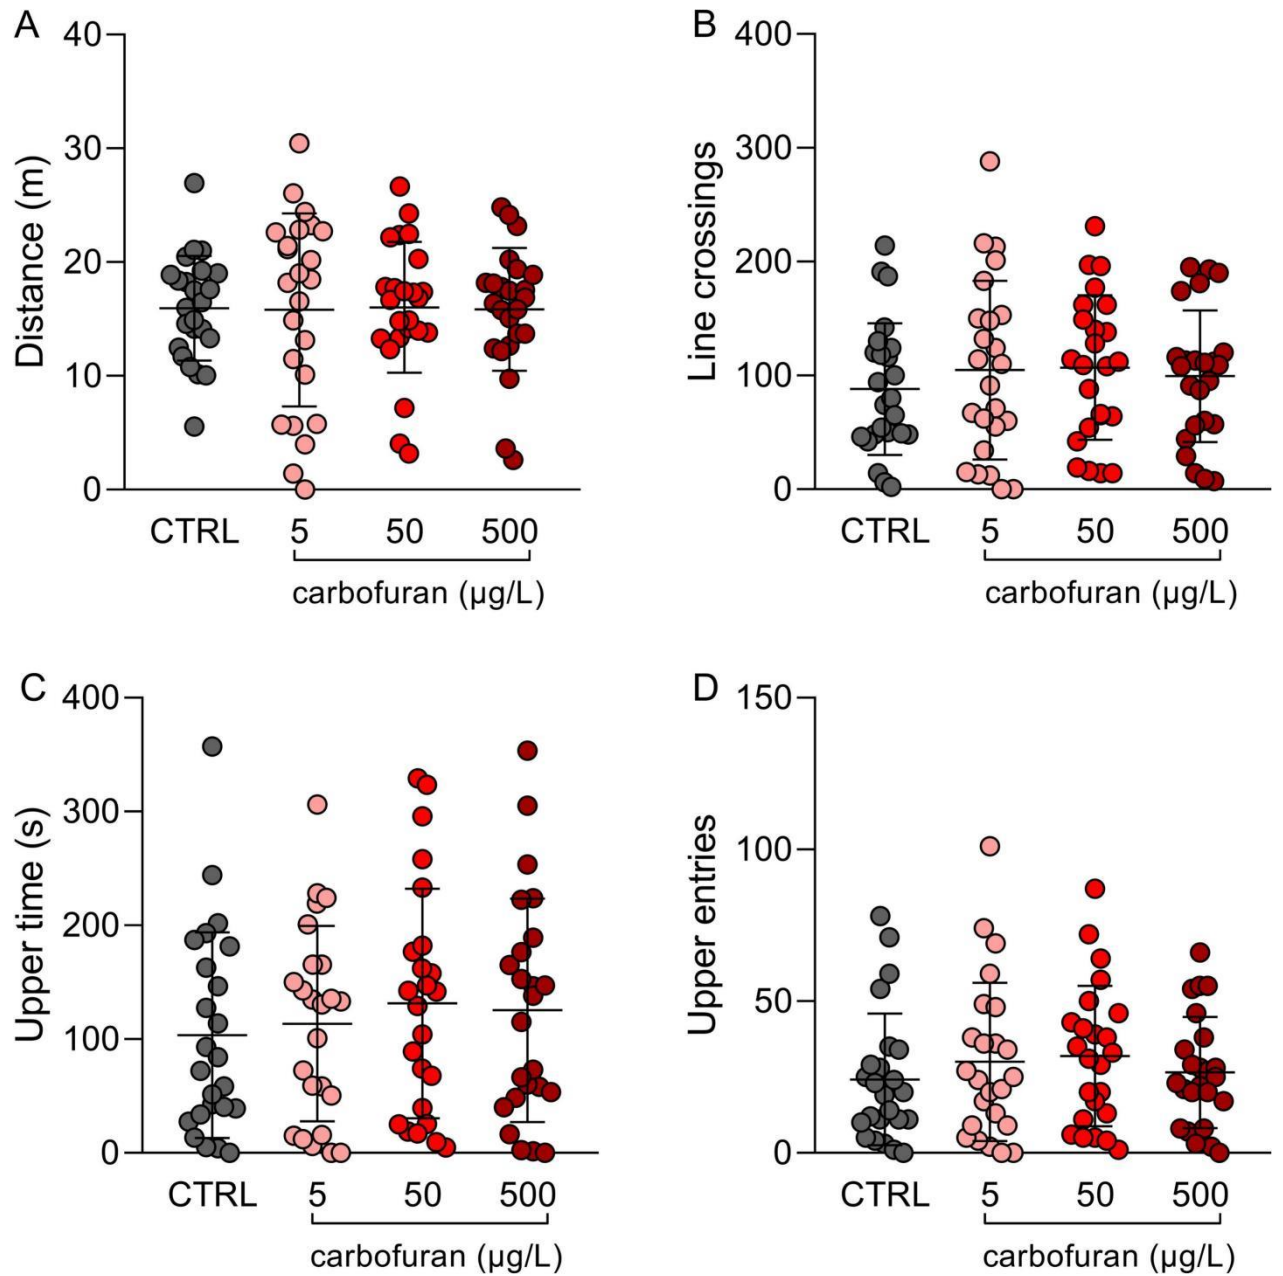 A
Distance (m)
40
30
20
10
0
CTRL 5 50 500
carbofuran (µg/L)
B
Line crossings
400
300
200
100
0
CTRL 5 50 500
carbofuran (µg/L)
C
Upper time (s)
400
300
200
100
0
CTRL 5 50 500
carbofuran (µg/L)
D
Upper entries
150
100
50
0
CTRL 5 50 500
carbofuran (µg/L)